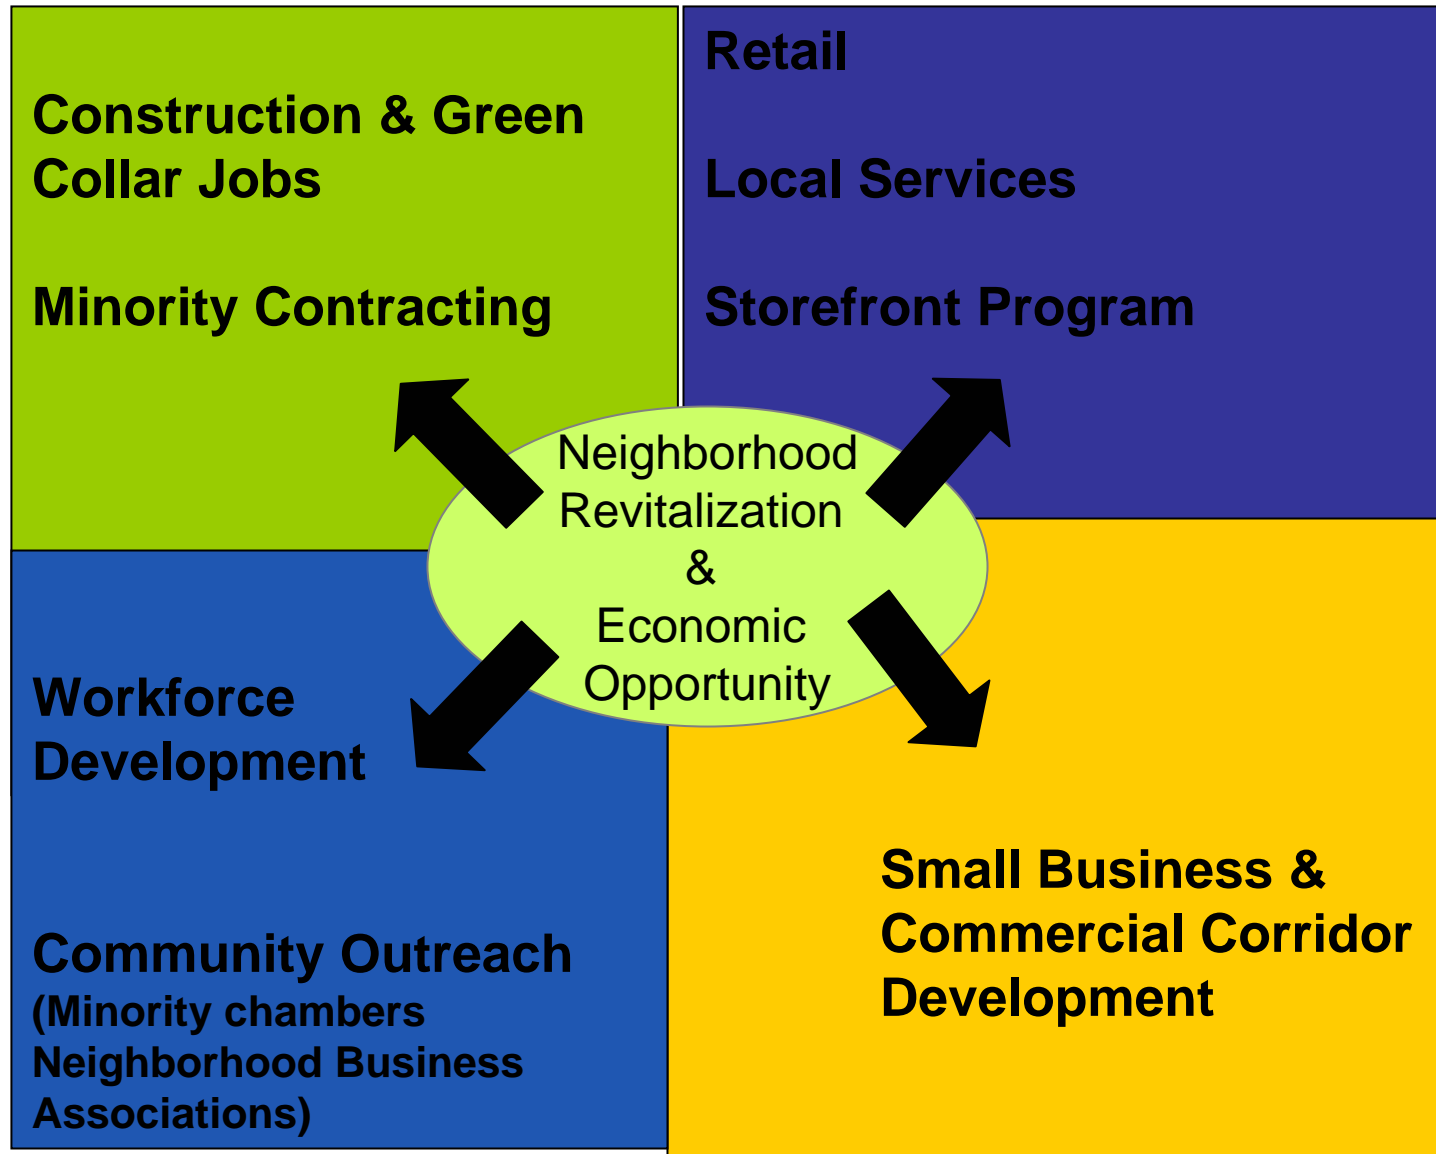 Construction & Green
Collar Jobs
Minority Contracting
Retail
Local Services
Storefront Program
Neighborhood
Revitalization
&
Economic
Opportunity
Workforce
Development
Community Outreach
(Minority chambers
Neighborhood Business
Associations)
Small Business &
Commercial Corridor
Development